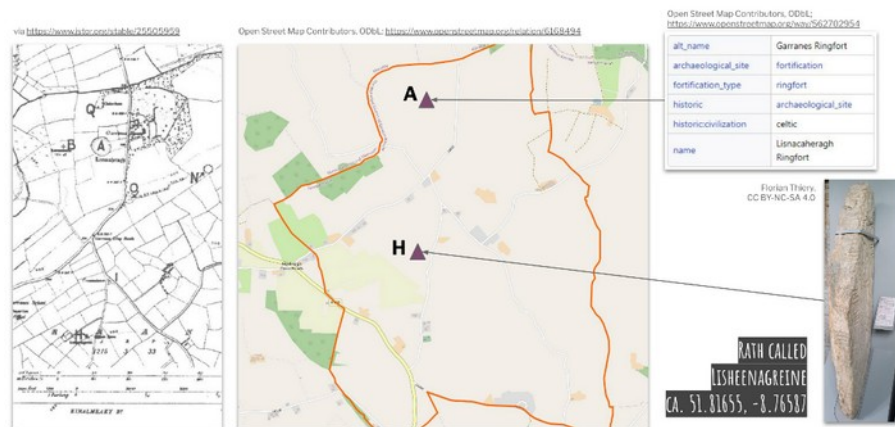 via https://www.jstor.org/stable/25505959
Open Street Map Contributors, ODbL; https://www.openstreetmap.org/relation/6168494
Open Street Map Contributors, ODbL;
https://www.openstreetmap.org/way/562702954
alt_name Garranes Ringfort
archaeological_site fortification
fortification_type ringfort
historic archaeological_site
historic:civilization celtic
name Lisnacaheragh
Ringfort
Florian Thiery,
CC BY-NC-SA 4.0
A
H
Q
B
A
N
O
I
H
KINALMEAKY
RATH CALLED
LISHEENAGREINE
CA. 51.81655, -8.76587